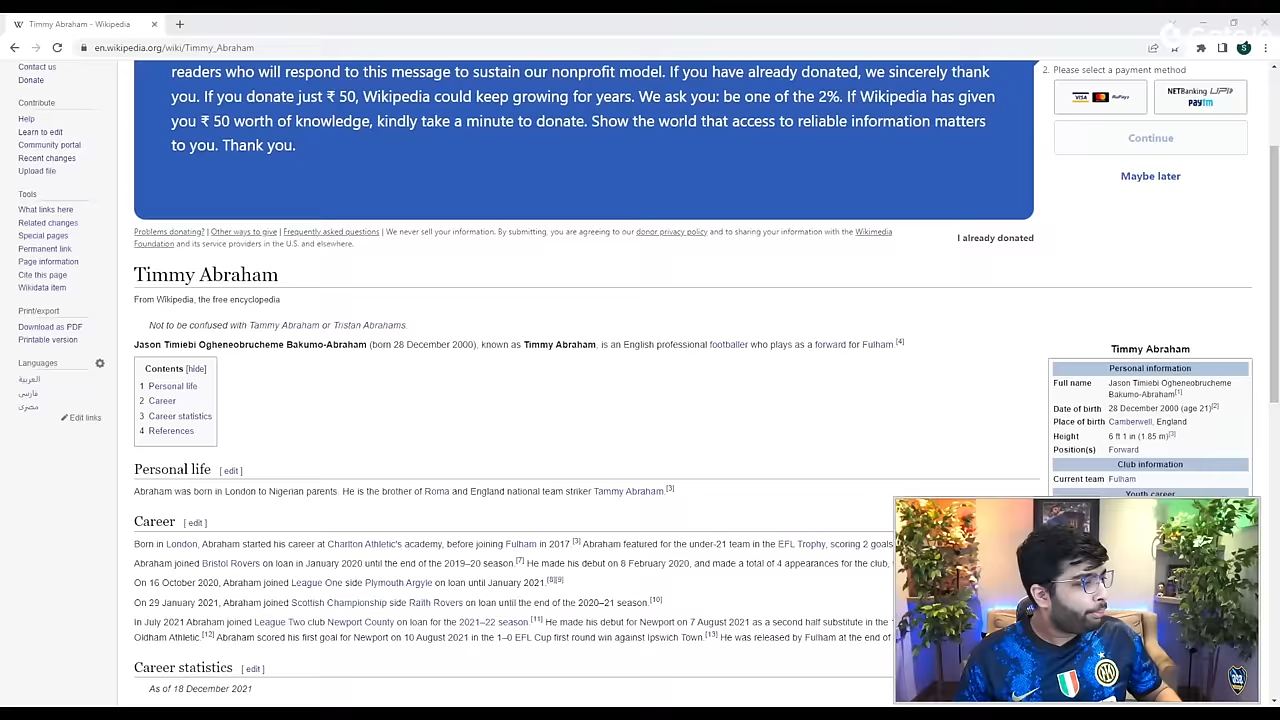 Timmy Abraham - Wikipedia
en.wikipedia.org/wiki/Timmy_Abraham
Contact us
Donate
Contribute
Help
Learn to edit
Community portal
Recent changes
Upload file
Tools
What links here
Related changes
Special pages
Permanent link
Page information
Cite this page
Wikidata item
Print/export
Download as PDF
Printable version
Languages
العربية
فارسی
مصرى
Edit links
readers who will respond to this message to sustain our nonprofit model. If you have already donated, we sincerely thank
you. If you donate just ₹ 50, Wikipedia could keep growing for years. We ask you: be one of the 2%. If Wikipedia has given
you ₹ 50 worth of knowledge, kindly take a minute to donate. Show the world that access to reliable information matters
to you. Thank you.
2. Please select a payment method
VISA RuPay
NETBanking UPI
paytm
Continue
Maybe later
Problems donating? | Other ways to give | Frequently asked questions | We never sell your information. By submitting, you are agreeing to our donor privacy policy and to sharing your information with the Wikimedia
Foundation and its service providers in the U.S. and elsewhere.
I already donated
Timmy Abraham
From Wikipedia, the free encyclopedia
Not to be confused with Tammy Abraham or Tristan Abrahams.
Jason Timiebi Ogheneobrucheme Bakumo-Abraham (born 28 December 2000), known as Timmy Abraham, is an English professional footballer who plays as a forward for Fulham.[4]
Contents [hide]
1 Personal life
2 Career
3 Career statistics
4 References
Timmy Abraham
Personal information
Full name Jason Timiebi Ogheneobrucheme
Bakumo-Abraham[1]
Date of birth 28 December 2000 (age 21)[2]
Place of birth Camberwell, England
Height 6 ft 1 in (1.85 m)[3]
Position(s) Forward
Club information
Current team Fulham
Youth career
Personal life [ edit ]
Abraham was born in London to Nigerian parents. He is the brother of Roma and England national team striker Tammy Abraham.[3]
Career [ edit ]
Born in London, Abraham started his career at Charlton Athletic's academy, before joining Fulham in 2017.[3] Abraham featured for the under-21 team in the EFL Trophy, scoring 2 goals
Abraham joined Bristol Rovers on loan in January 2020 until the end of the 2019–20 season.[7] He made his debut on 8 February 2020, and made a total of 4 appearances for the club,
On 16 October 2020, Abraham joined League One side Plymouth Argyle on loan until January 2021.[8][9]
On 29 January 2021, Abraham joined Scottish Championship side Raith Rovers on loan until the end of the 2020–21 season.[10]
In July 2021 Abraham joined League Two club Newport County on loan for the 2021–22 season.[11] He made his debut for Newport on 7 August 2021 as a second half substitute in the
Oldham Athletic.[12] Abraham scored his first goal for Newport on 10 August 2021 in the 1–0 EFL Cup first round win against Ipswich Town.[13] He was released by Fulham at the end of
Career statistics [ edit ]
As of 18 December 2021